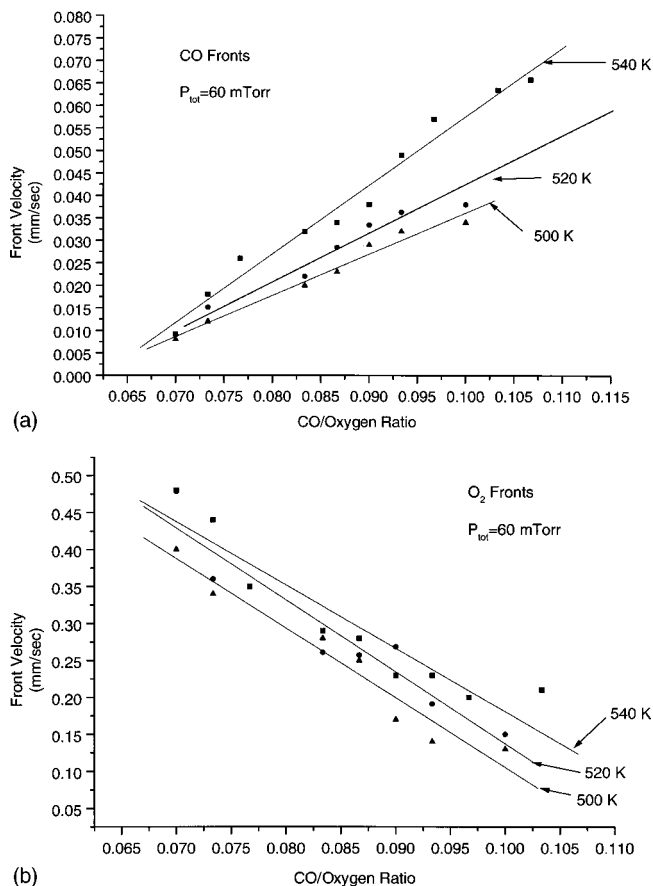 0.080
0.075
0.070
0.065
0.060
0.055
0.050
0.045
0.040
0.035
0.030
0.025
0.020
0.015
0.010
0.005
0.000
Front Velocity
(mm/sec)
CO Fronts
Ptot=60 mTorr
540 K
520 K
500 K
0.065 0.070 0.075 0.080 0.085 0.090 0.095 0.100 0.105 0.110 0.115
CO/Oxygen Ratio
(a)
0.50
0.45
0.40
0.35
0.30
0.25
0.20
0.15
0.10
0.05
Front Velocity
(mm/sec)
O2 Fronts
Ptot=60 mTorr
540 K
520 K
500 K
0.065 0.070 0.075 0.080 0.085 0.090 0.095 0.100 0.105 0.110
CO/Oxygen Ratio
(b)